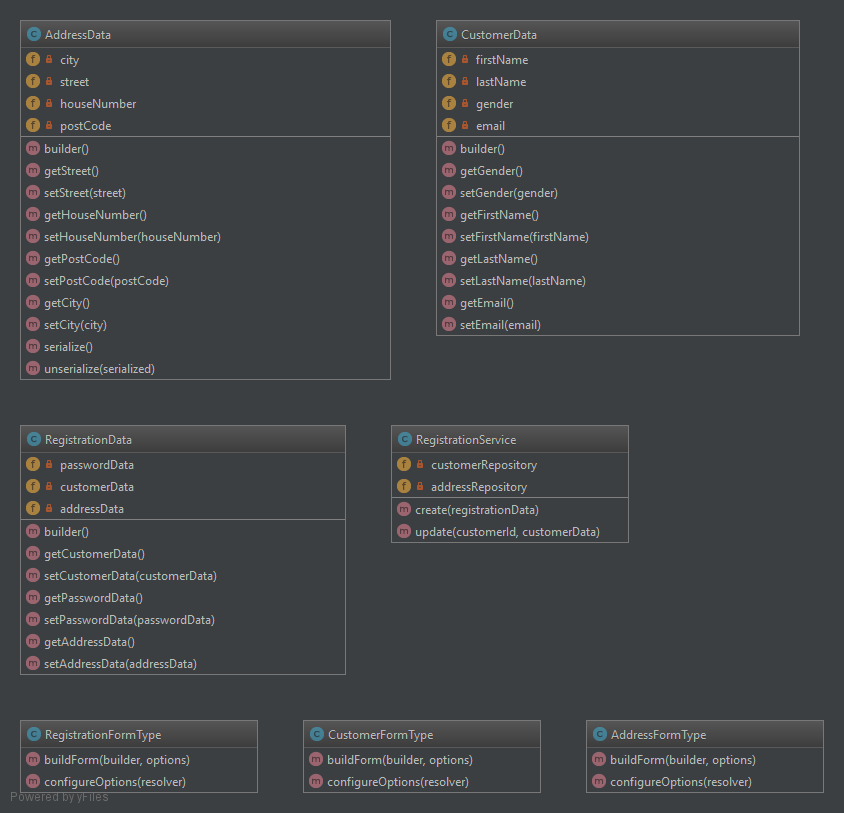 AddressData
city
street
houseNumber
postCode
builder()
getStreet()
setStreet(street)
getHouseNumber()
setHouseNumber(houseNumber)
getPostCode()
setPostCode(postCode)
getCity()
setCity(city)
serialize()
unserialize(serialized)
CustomerData
firstName
lastName
gender
email
builder()
getGender()
setGender(gender)
getFirstName()
setFirstName(firstName)
getLastName()
setLastName(lastName)
getEmail()
setEmail(email)
RegistrationData
passwordData
customerData
addressData
builder()
getCustomerData()
setCustomerData(customerData)
getPasswordData()
setPasswordData(passwordData)
getAddressData()
setAddressData(addressData)
RegistrationService
customerRepository
addressRepository
create(registrationData)
update(customerId, customerData)
RegistrationFormType
buildForm(builder, options)
configureOptions(resolver)
CustomerFormType
buildForm(builder, options)
configureOptions(resolver)
AddressFormType
buildForm(builder, options)
configureOptions(resolver)
Powered by yFiles